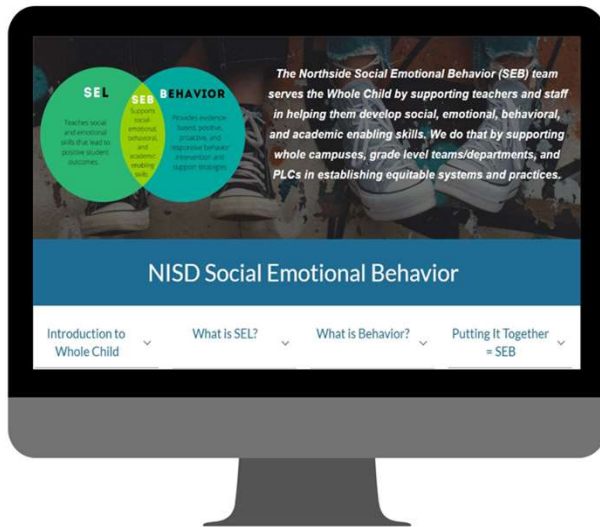 SEL
Teaches social
and emotional
skills that lead to
positive student
outcomes.
SEB
Supports
social
emotional,
behavioral,
and
academic
enabling
skills
BEHAVIOR
Provides evidence
based, positive,
proactive, and
responsive behavior
intervention and
support strategies
The Northside Social Emotional Behavior (SEB) team
serves the Whole Child by supporting teachers and staff
in helping them develop social, emotional, behavioral,
and academic enabling skills. We do that by supporting
whole campuses, grade level teams/departments, and
PLCs in establishing equitable systems and practices.
NISD Social Emotional Behavior
Introduction to
Whole Child
What is SEL?
What is Behavior?
Putting It Together
= SEB